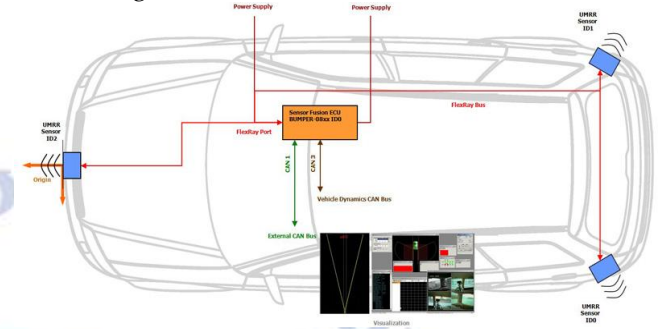 Power Supply
Power Supply
UMRR
Sensor
ID1
Sensor Fusion ECU
BUMPER-08xx ID0
FlexRay Bus
FlexRay Port
UMRR
Sensor
ID2
Origin
CAN 1
CAN 3
Vehicle Dynamics CAN Bus
External CAN Bus
UMRR
Sensor
ID0
Visualization